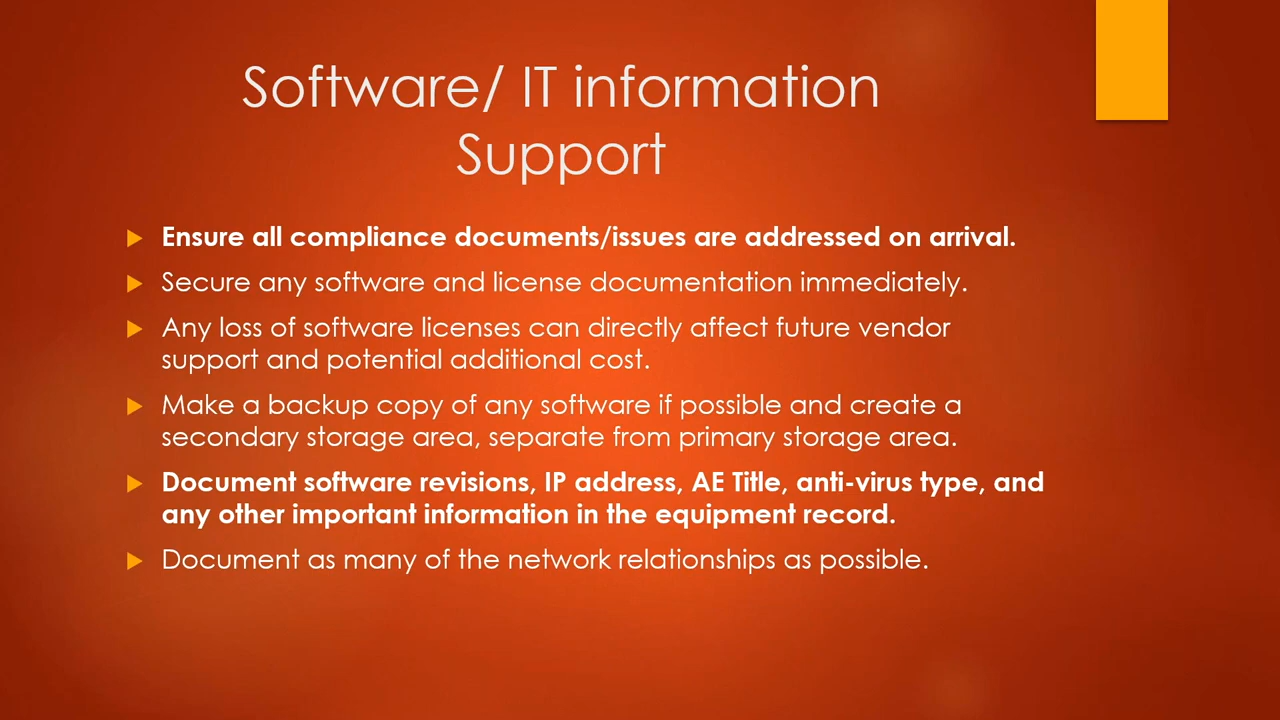 Software/ IT information
Support
Ensure all compliance documents/issues are addressed on arrival.
Secure any software and license documentation immediately.
Any loss of software licenses can directly affect future vendor
support and potential additional cost.
Make a backup copy of any software if possible and create a
secondary storage area, separate from primary storage area.
Document software revisions, IP address, AE Title, anti-virus type, and
any other important information in the equipment record.
Document as many of the network relationships as possible.